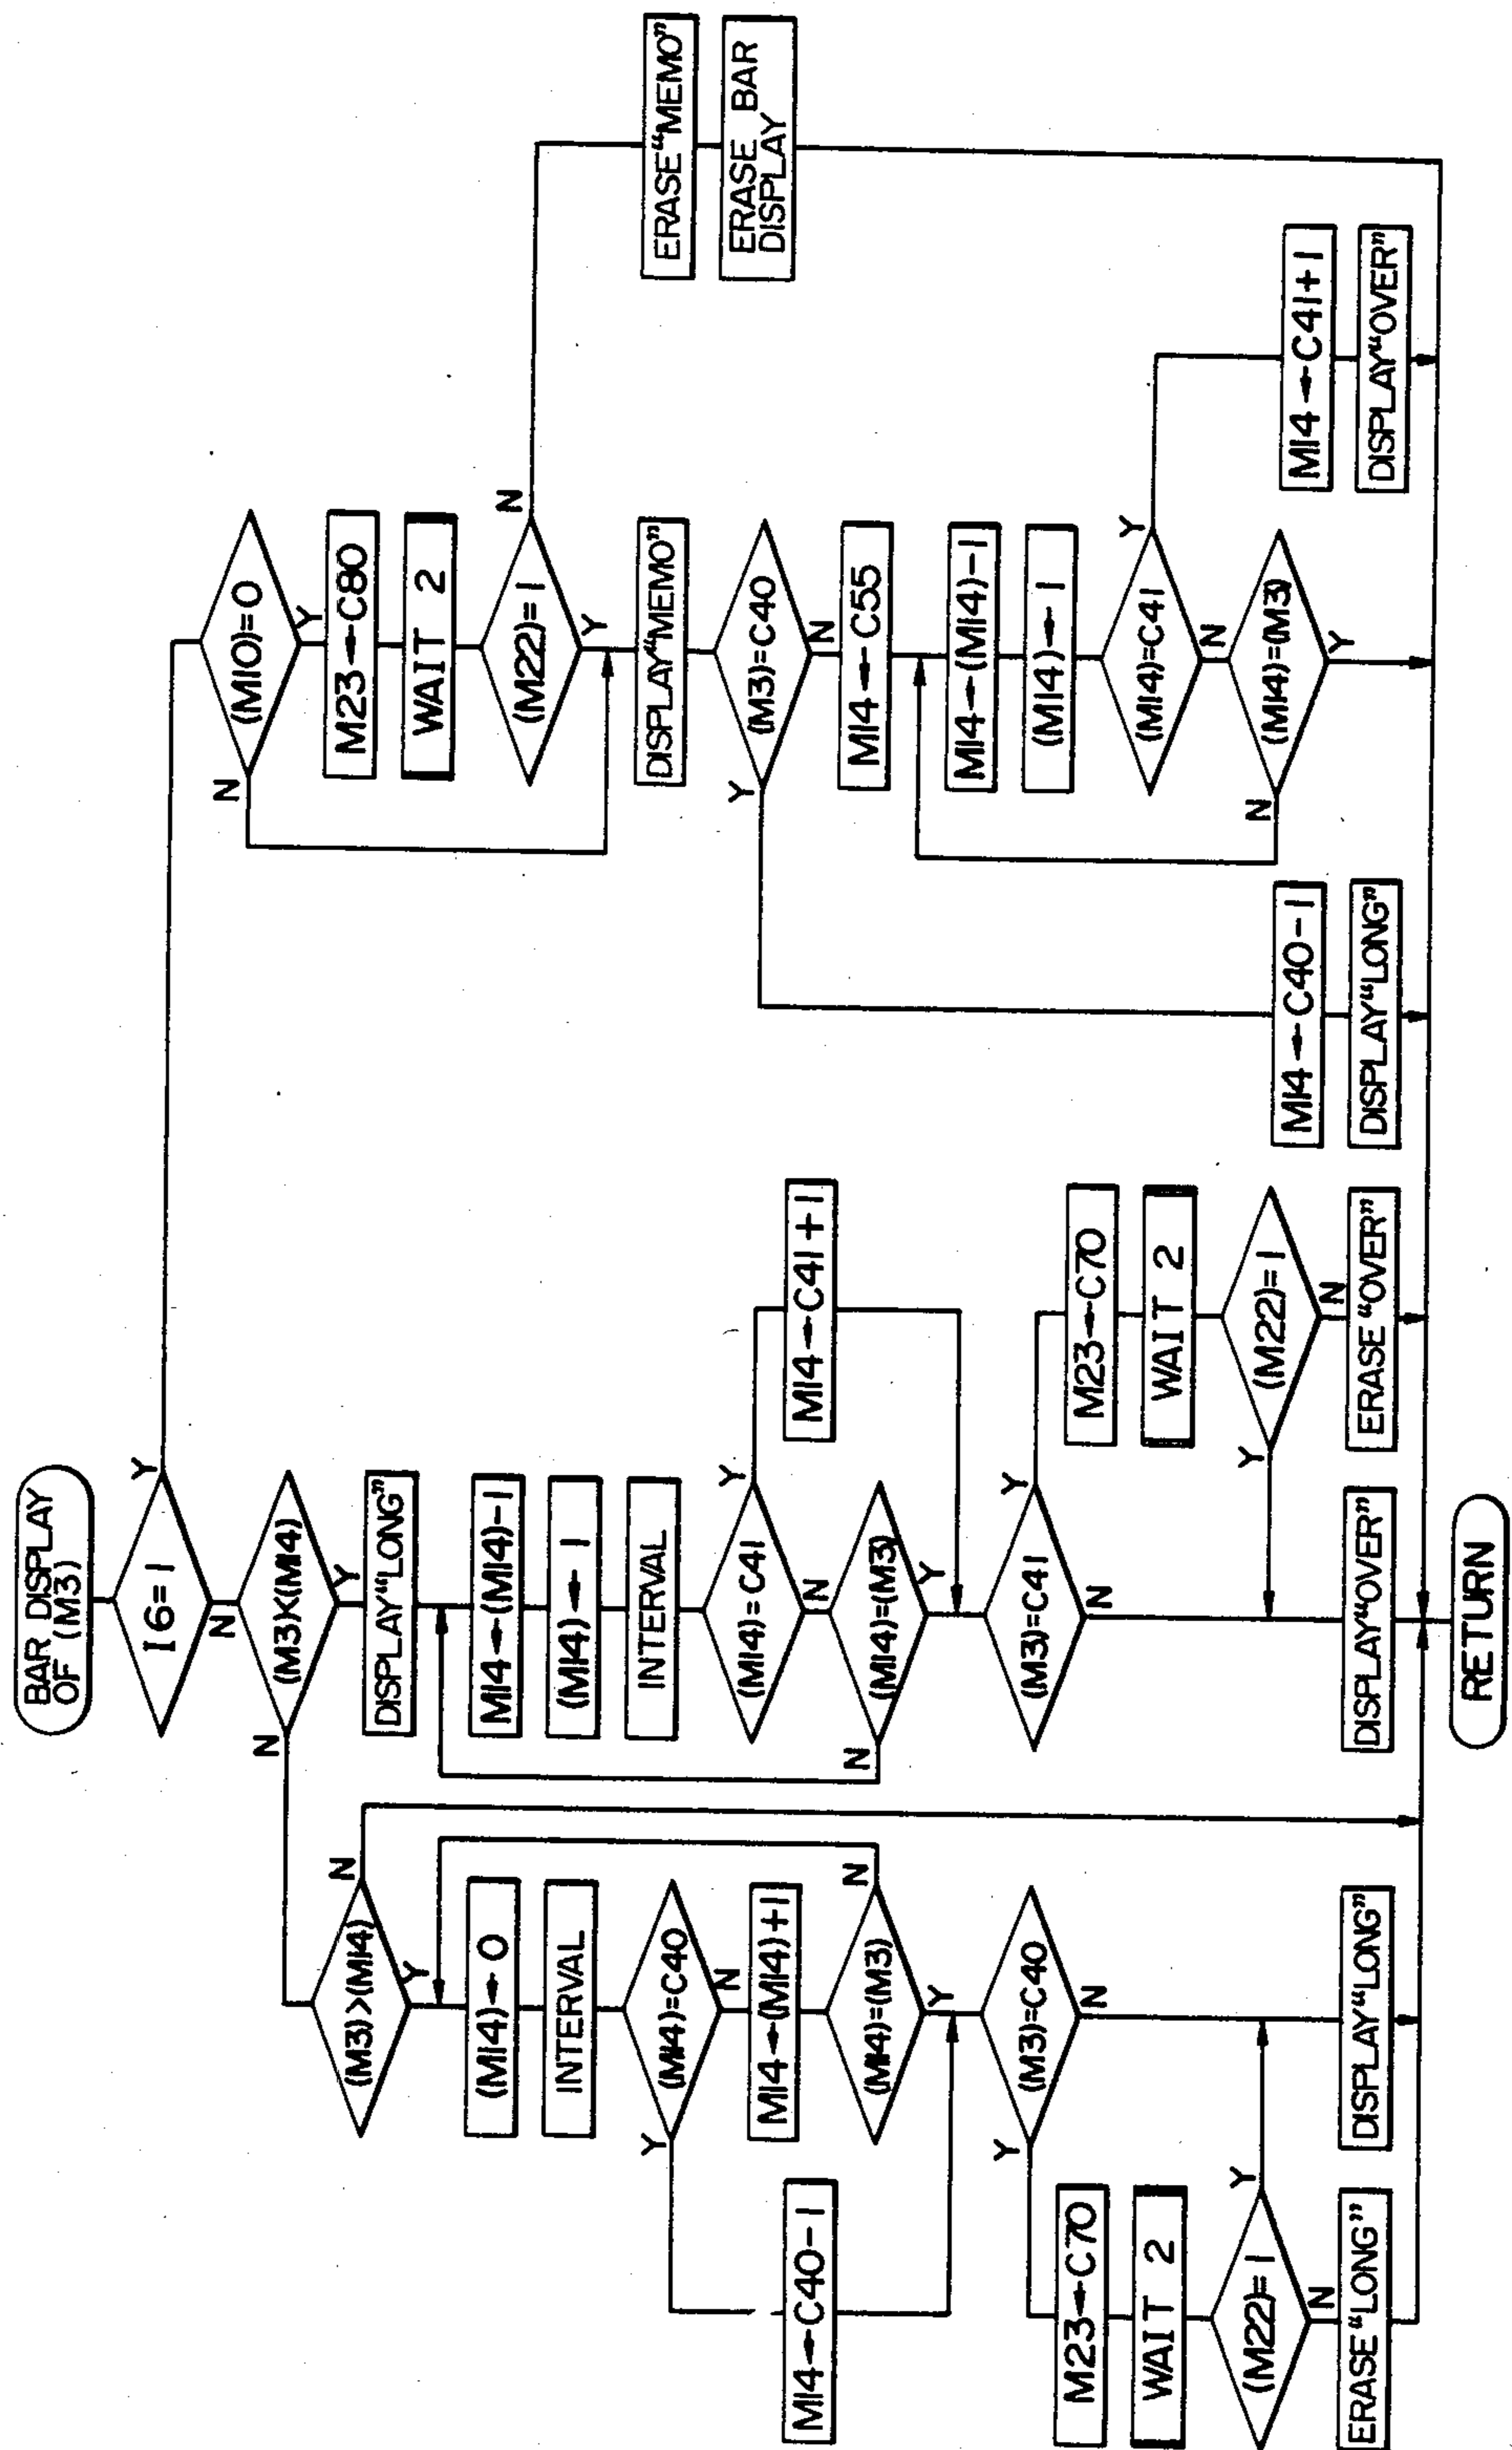 BAR DISPLAY
OF (M3)
I6=1
Y
N
(M3)<(M14)
N
Y
(M3)>(M14)
N
Y
(M14)←0
INTERVAL
(M14)=C40
Y
N
M14←C40-1
M14←(M14)+1
(M14)=(M3)
N
Y
(M3)=C40
Y
N
M23←C70
WAIT 2
(M22)=1
Y
N
ERASE “LONG”
DISPLAY “LONG”
DISPLAY “LONG”
M14←(M14)-1
(M14)←1
INTERVAL
(M14)=C41
Y
N
M14←C41+1
(M14)=(M3)
N
Y
(M3)=C41
Y
N
M23←C70
WAIT 2
(M22)=1
Y
N
DISPLAY “OVER”
ERASE “OVER”
(M10)=0
N
Y
M23←C80
WAIT 2
(M22)=1
N
Y
DISPLAY “MEMO”
(M3)=C40
Y
N
M14←C40-1
DISPLAY “LONG”
M14←C55
M14←(M14)-1
(M14)←1
(M14)=C41
Y
N
(M14)=(M3)
N
Y
M14←C41+1
DISPLAY “OVER”
ERASE “MEMO”
ERASE BAR
DISPLAY
RETURN